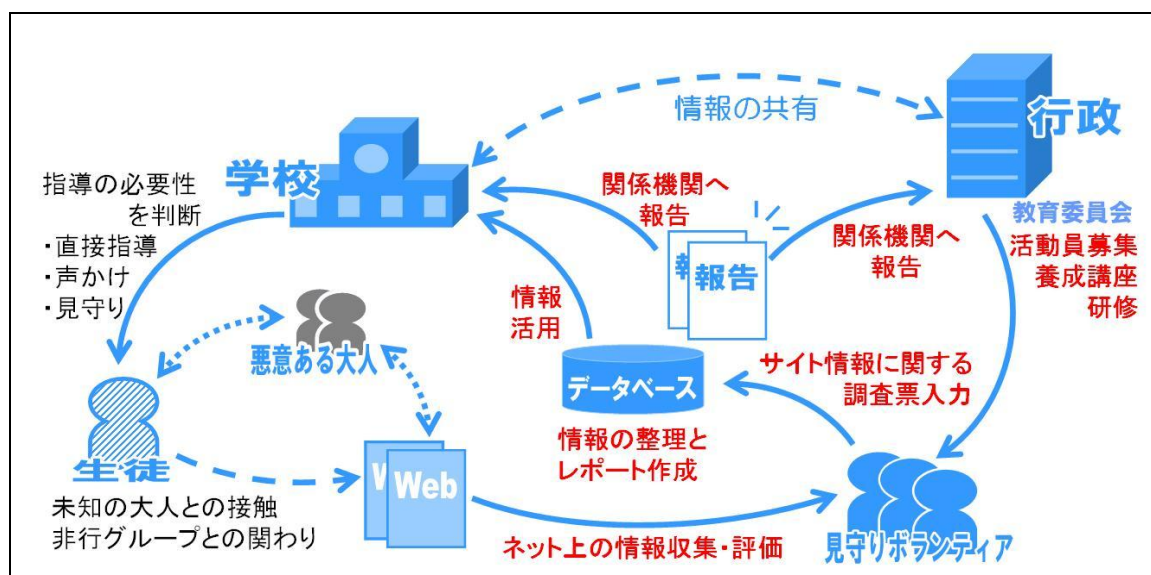 情報の共有
行政
学校
指導の必要性
を判断
・直接指導
・声かけ
・見守り
関係機関へ
報告
関係機関へ
報告
教育委員会
活動員募集
養成講座
研修
報告
情報
活用
悪意ある大人
データベース
サイト情報に関する
調査票入力
情報の整理と
レポート作成
生徒
Web
未知の大人との接触
非行グループとの関わり
ネット上の情報収集・評価
見守りボランティア